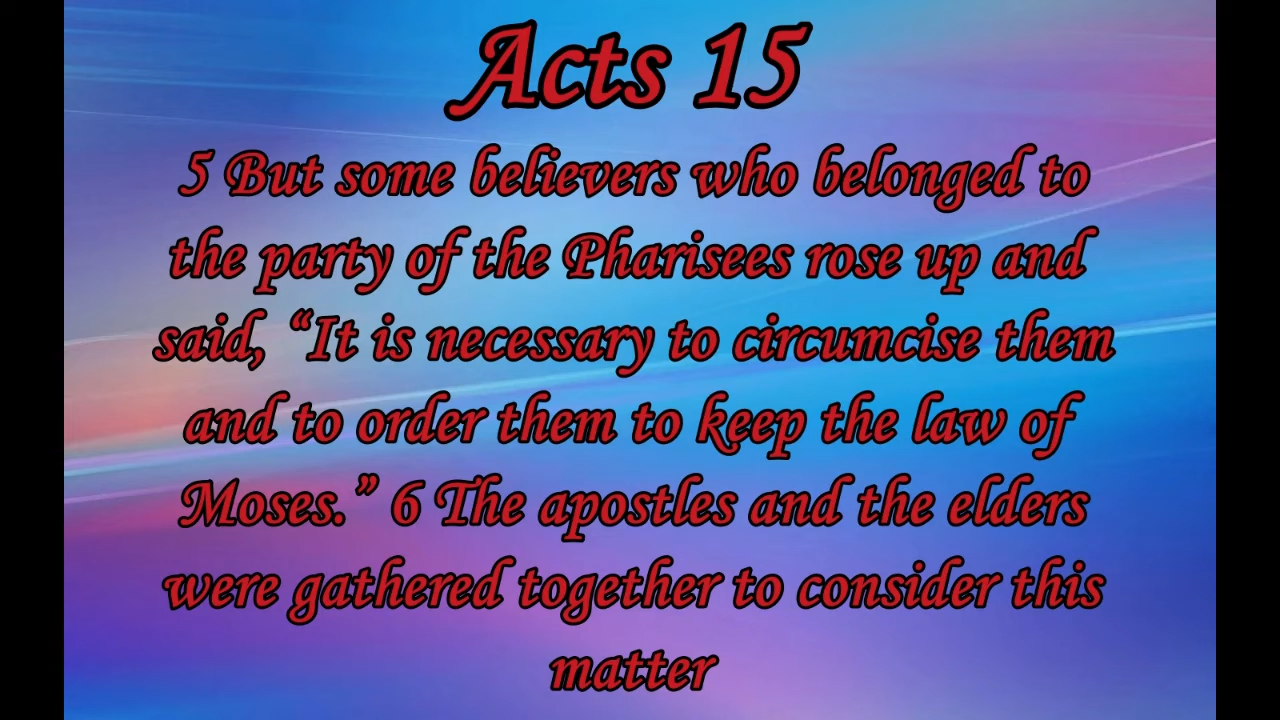 Acts 15
5 But some believers who belonged to
the party of the Pharisees rose up and
said, “It is necessary to circumcise them
and to order them to keep the law of
Moses.” 6 The apostles and the elders
were gathered together to consider this
matter